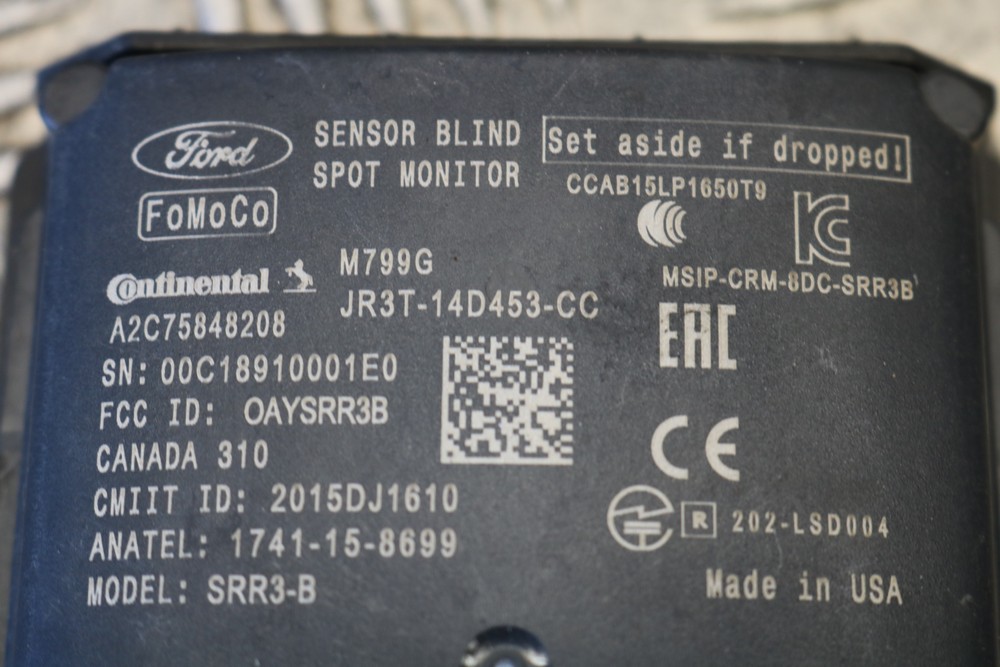 Ford
SENSOR BLIND
SPOT MONITOR
Set aside if dropped!
CCAB15LP1650T9
FoMoCo
Continental
M799G
MSIP-CRM-8DC-SRR3B
A2C75848208
JR3T-14D453-CC
EAC
SN: 00C18910001E0
FCC ID: OAYSRR3B
CANADA 310
CE
CMIIT ID: 2015DJ1610
R 202-LSD004
ANATEL: 1741-15-8699
MODEL: SRR3-B
Made in USA